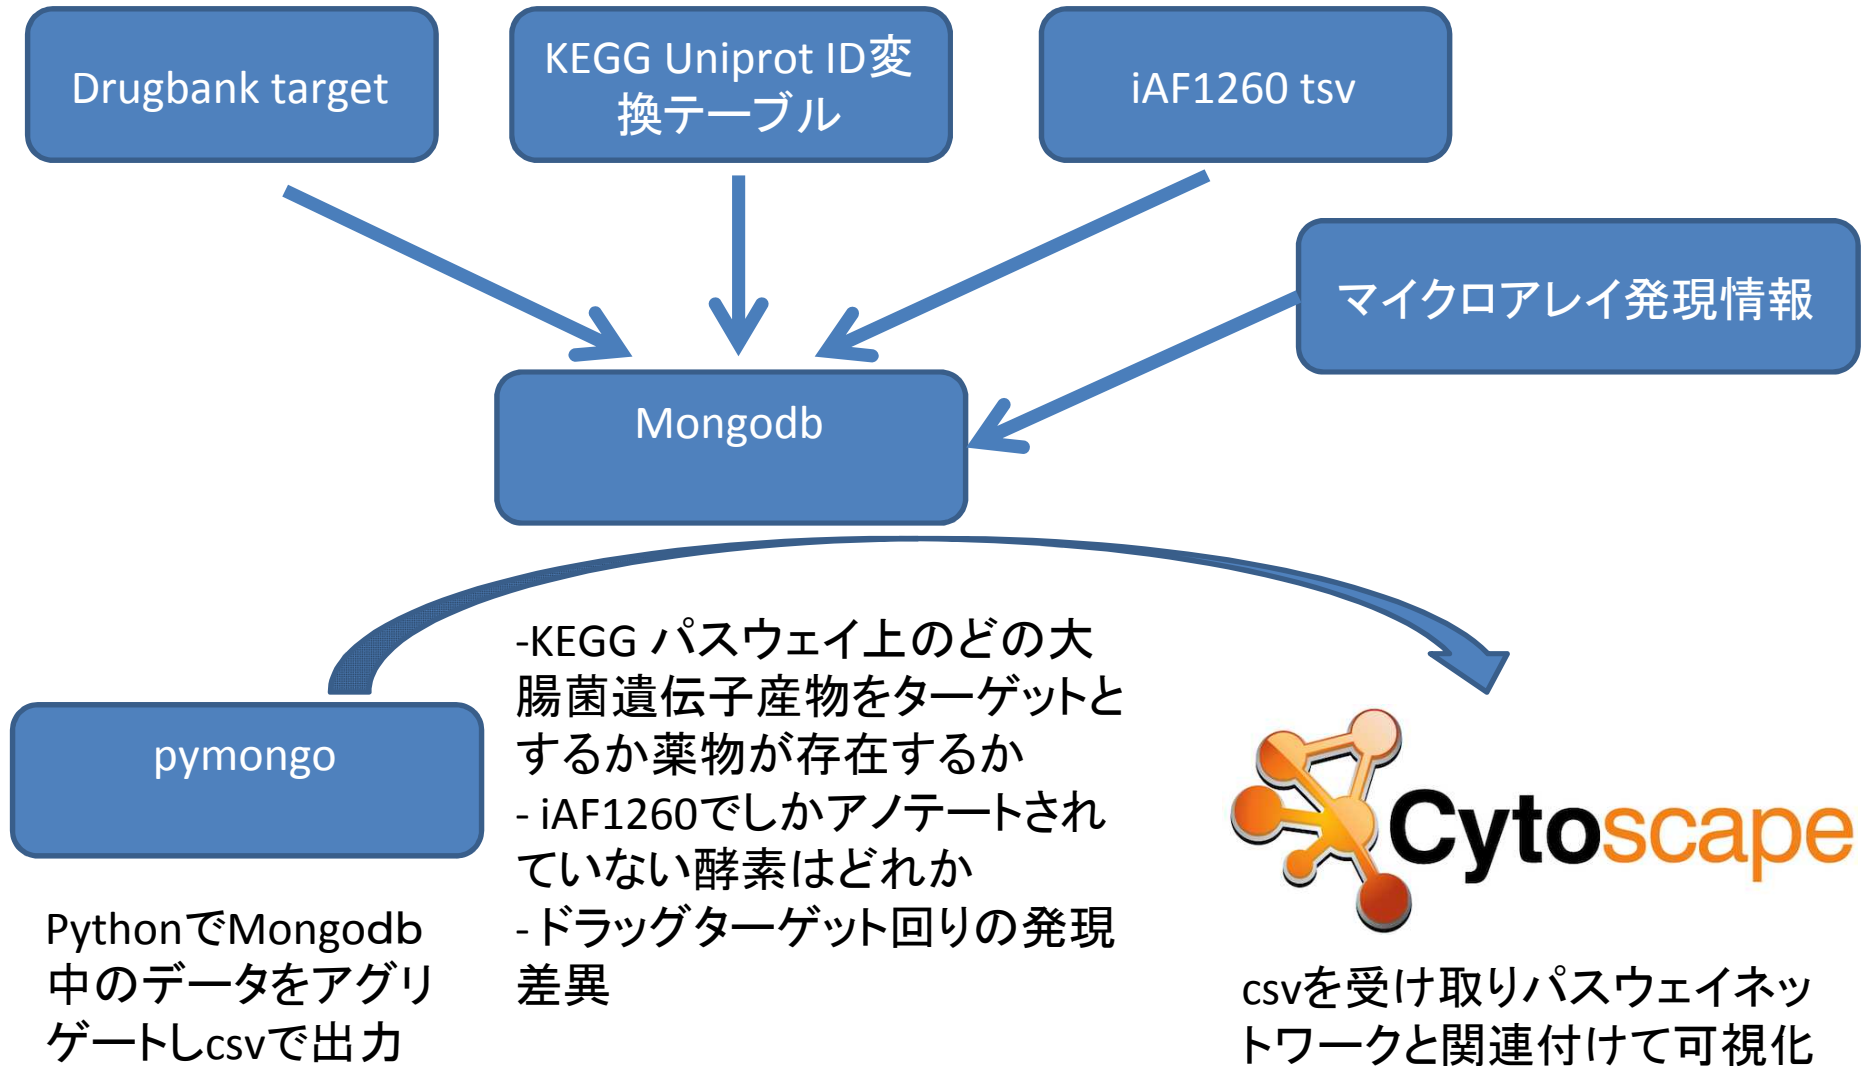 Drugbank target
KEGG Uniprot ID変
換テーブル
iAF1260 tsv
マイクロアレイ発現情報
Mongodb
pymongo
PythonでMongodb
中のデータをアグリ
ゲートしcsvで出力
-KEGG パスウェイ上のどの大
腸菌遺伝子産物をターゲットと
するか薬物が存在するか
- iAF1260でしかアノテートされ
ていない酵素はどれか
- ドラッグターゲット回りの発現
差異
Cytoscape
csvを受け取りパスウェイネッ
トワークと関連付けて可視化